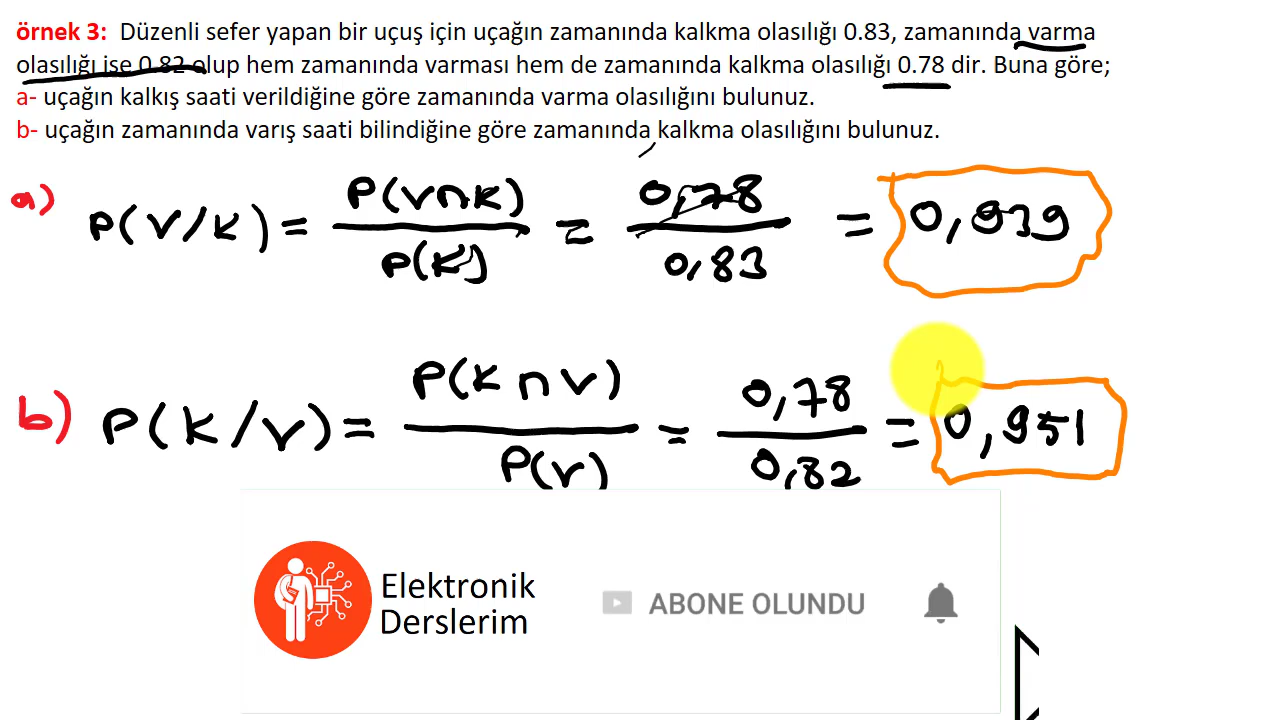 örnek 3: Düzenli sefer yapan bir uçuş için uçağın zamanında kalkma olasılığı 0.83, zamanında varma
olasılığı ise 0.82 olup hem zamanında varması hem de zamanında kalkma olasılığı 0.78 dir. Buna göre;
a- uçağın kalkış saati verildiğine göre zamanında varma olasılığını bulunuz.
b- uçağın zamanında varış saati bilindiğine göre zamanında kalkma olasılığını bulunuz.
a) P(V/K) = P(V∩K) / P(K) = 0,78 / 0,83 = 0,939
b) P(K/V) = P(K∩V) / P(V) = 0,78 / 0,82 = 0,951
Elektronik
Derslerim
ABONE OLUNDU